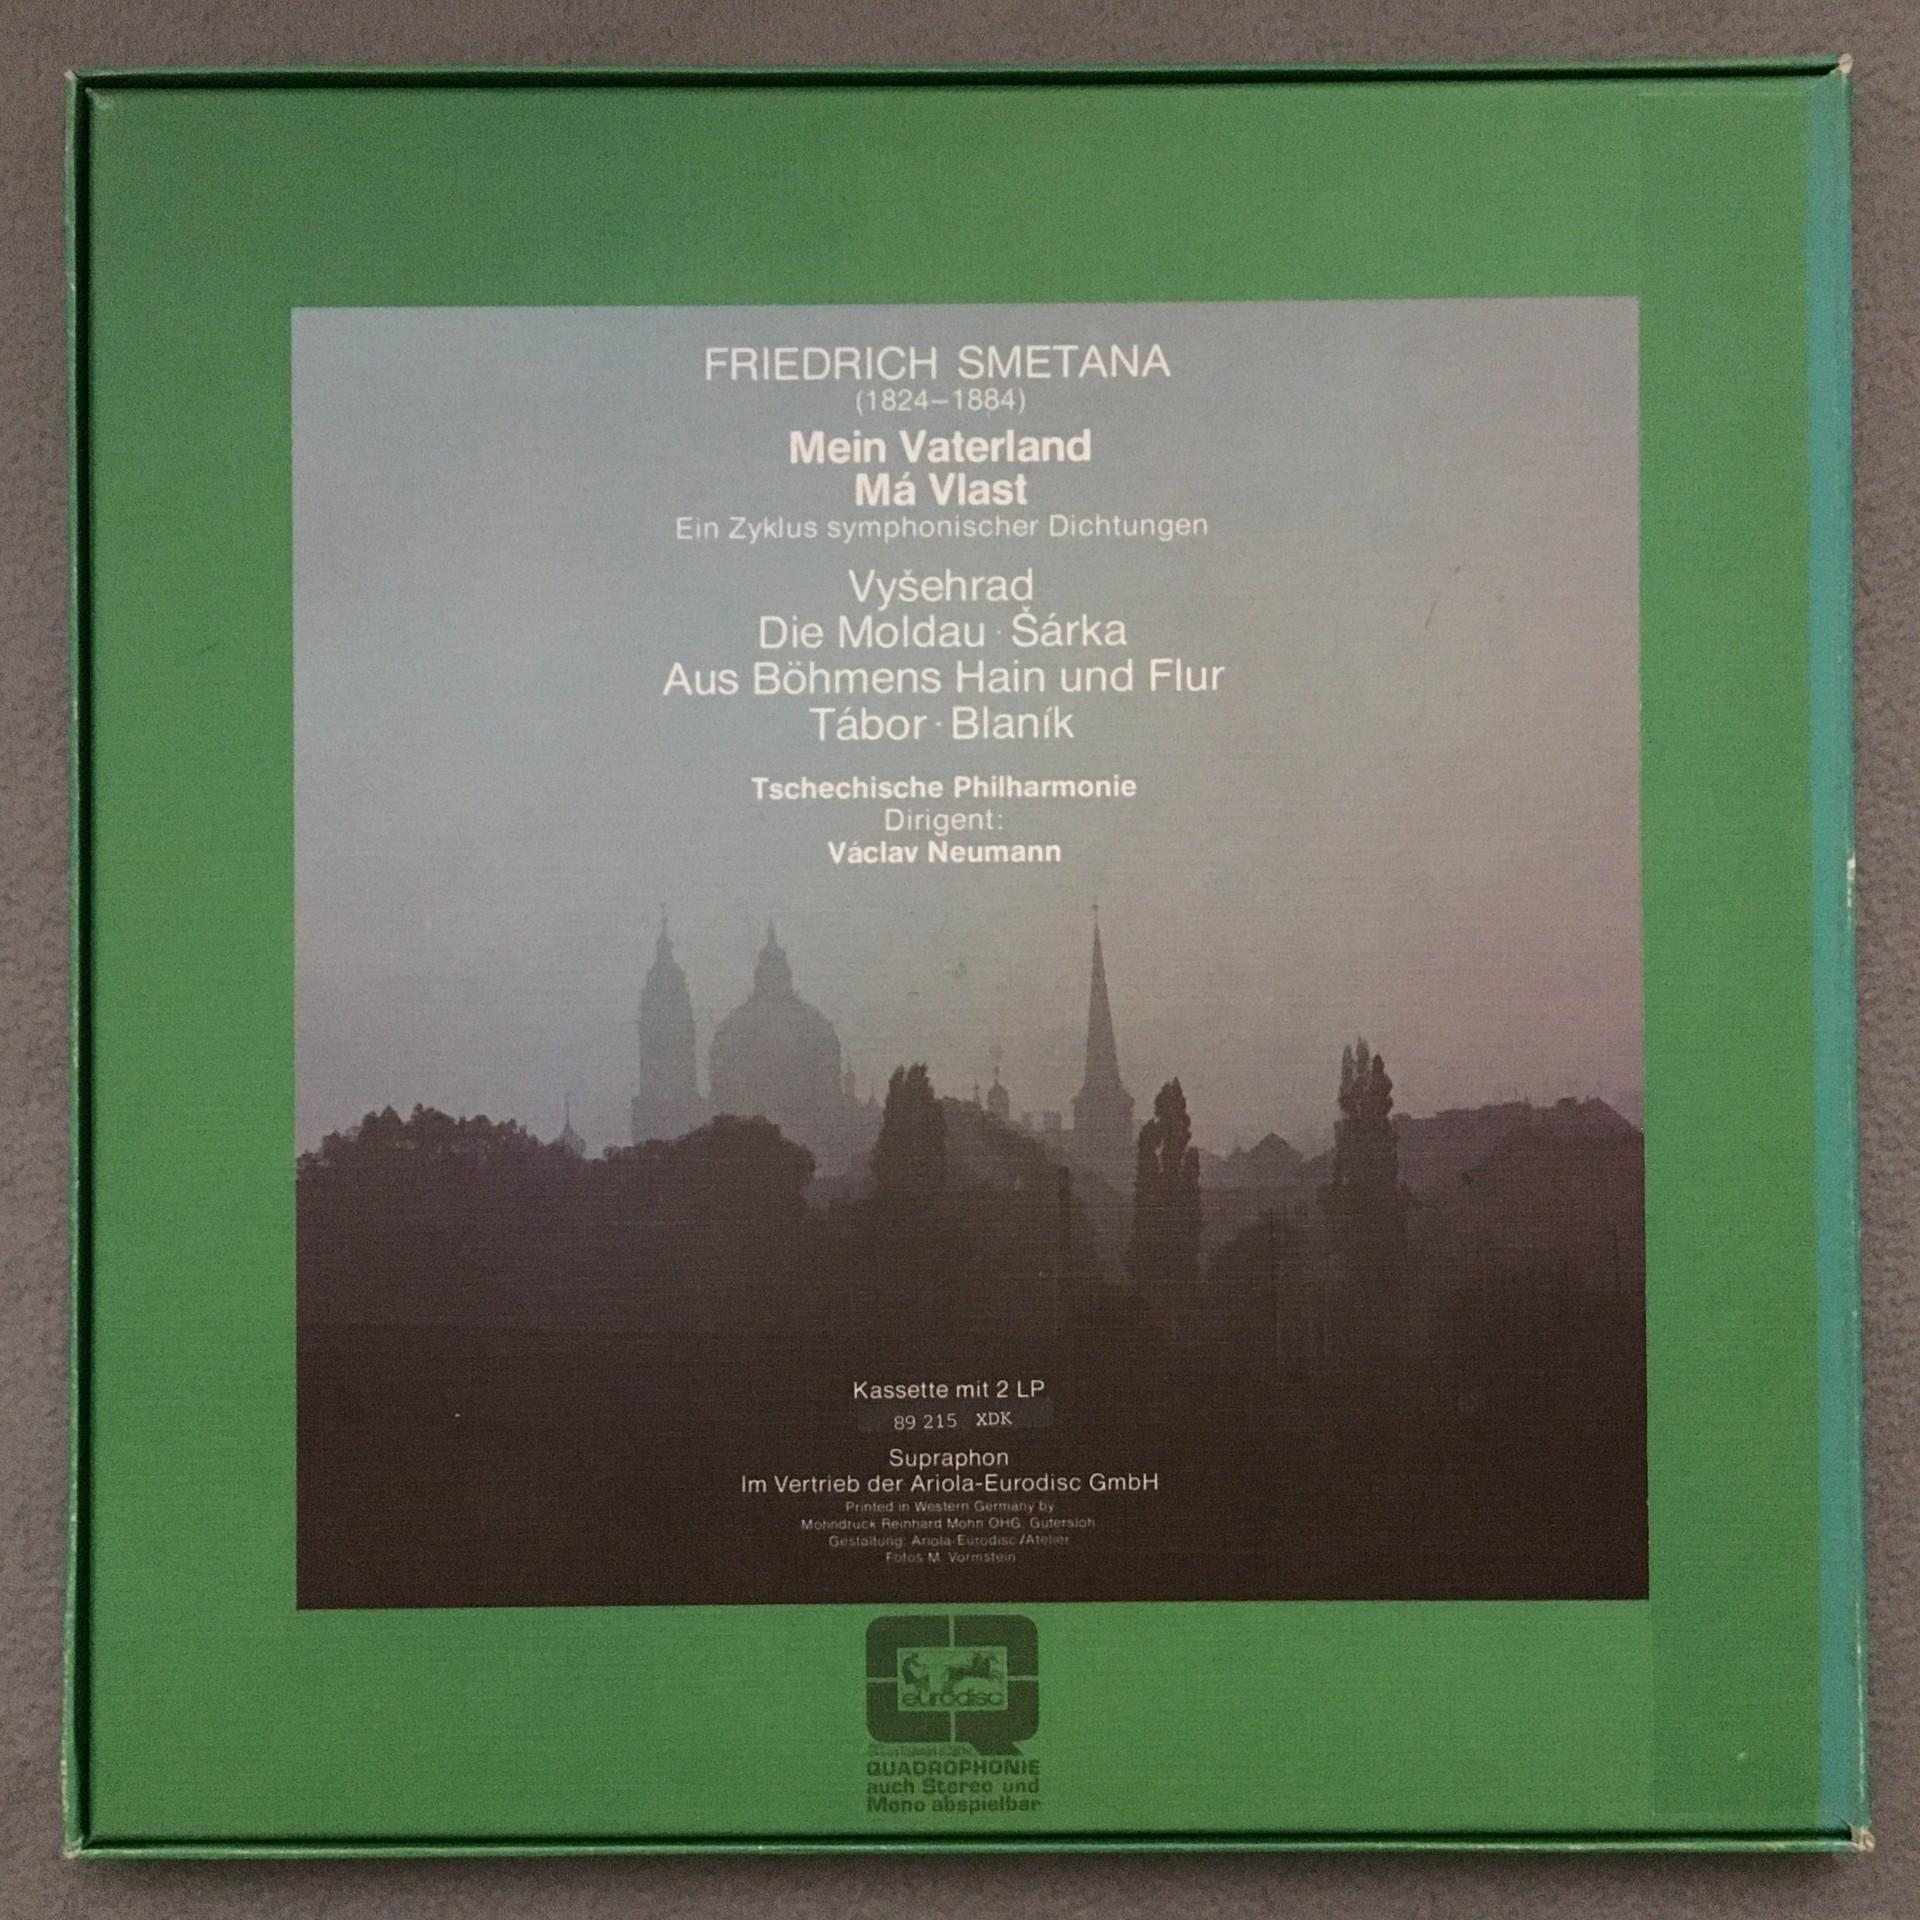 FRIEDRICH SMETANA
(1824–1884)
Mein Vaterland
Má Vlast
Ein Zyklus symphonischer Dichtungen
Vyšehrad
Die Moldau · Šárka
Aus Böhmens Hain und Flur
Tábor · Blaník
Tschechische Philharmonie
Dirigent:
Václav Neumann
Kassette mit 2 LP
89 215 XDK
Supraphon
Im Vertrieb der Ariola-Eurodisc GmbH
Printed in Western Germany by
Mohndruck Reinhard Mohn OHG, Gütersloh
Gestaltung: Ariola-Eurodisc/Atelier
Fotos M. Vormstein
eurodisc
QUADROPHONIE
auch Stereo und
Mono abspielbar